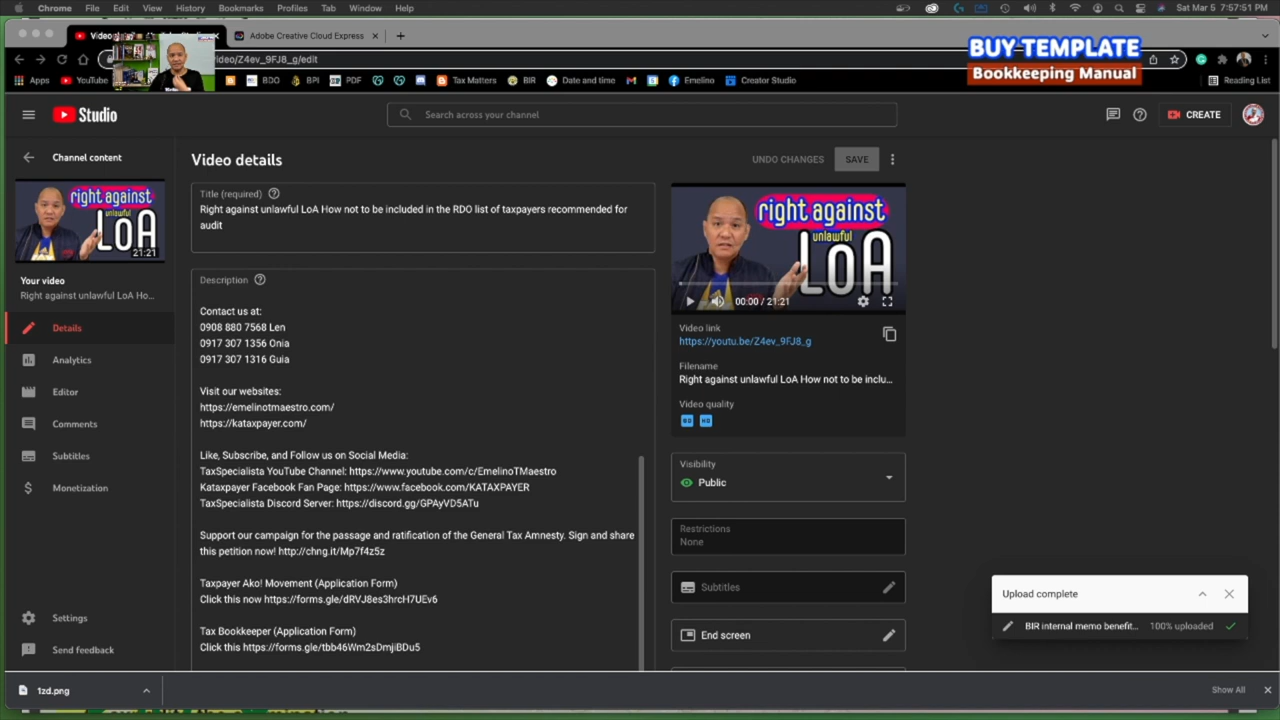 Chrome File Edit View History Bookmarks Profiles Tab Window Help
Sat Mar 5 7:57:51 PM
Adobe Creative Cloud Express
BUY TEMPLATE
Bookkeeping Manual
video/Z4ev_9FJ8_g/edit
Apps YouTube BDO BPI PDF Tax Matters BIR Date and time Emelino Creator Studio Reading List
Studio
Search across your channel
CREATE
Channel content
Video details
UNDO CHANGES
SAVE
right against
unlawful
LOA
21:21
Your video
Right against unlawful LoA Ho...
Details
Analytics
Editor
Comments
Subtitles
Monetization
Settings
Send feedback
Title (required)
Right against unlawful LoA How not to be included in the RDO list of taxpayers recommended for
audit
Description
Contact us at:
0908 880 7568 Len
0917 307 1356 Onia
0917 307 1316 Guia
Visit our websites:
https://emelinotmaestro.com/
https://kataxpayer.com/
Like, Subscribe, and Follow us on Social Media:
TaxSpecialista YouTube Channel: https://www.youtube.com/c/EmelinoTMaestro
Kataxpayer Facebook Fan Page: https://www.facebook.com/KATAXPAYER
TaxSpecialista Discord Server: https://discord.gg/GPAyVD5ATu
Support our campaign for the passage and ratification of the General Tax Amnesty. Sign and share
this petition now! http://chng.it/Mp7f4z5z
Taxpayer Ako! Movement (Application Form)
Click this now https://forms.gle/dRVJ8es3hrcH7UEv6
Tax Bookkeeper (Application Form)
Click this https://forms.gle/tbb46Wm2sDmjiBDu5
right against
unlawful
LOA
00:00 / 21:21
Video link
https://youtu.be/Z4ev_9FJ8_g
Filename
Right against unlawful LoA How not to be inclu...
Video quality
SD HD
Visibility
Public
Restrictions
None
Subtitles
End screen
Upload complete
BIR internal memo benefit... 100% uploaded
1zd.png
Show All